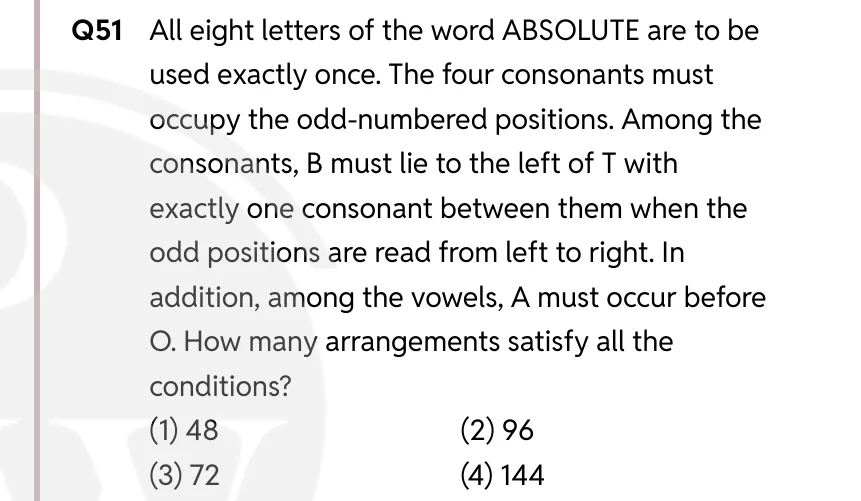 Q51 All eight letters of the word ABSOLUTE are to be
used exactly once. The four consonants must
occupy the odd-numbered positions. Among the
consonants, B must lie to the left of T with
exactly one consonant between them when the
odd positions are read from left to right. In
addition, among the vowels, A must occur before
O. How many arrangements satisfy all the
conditions?
(1) 48 (2) 96
(3) 72 (4) 144